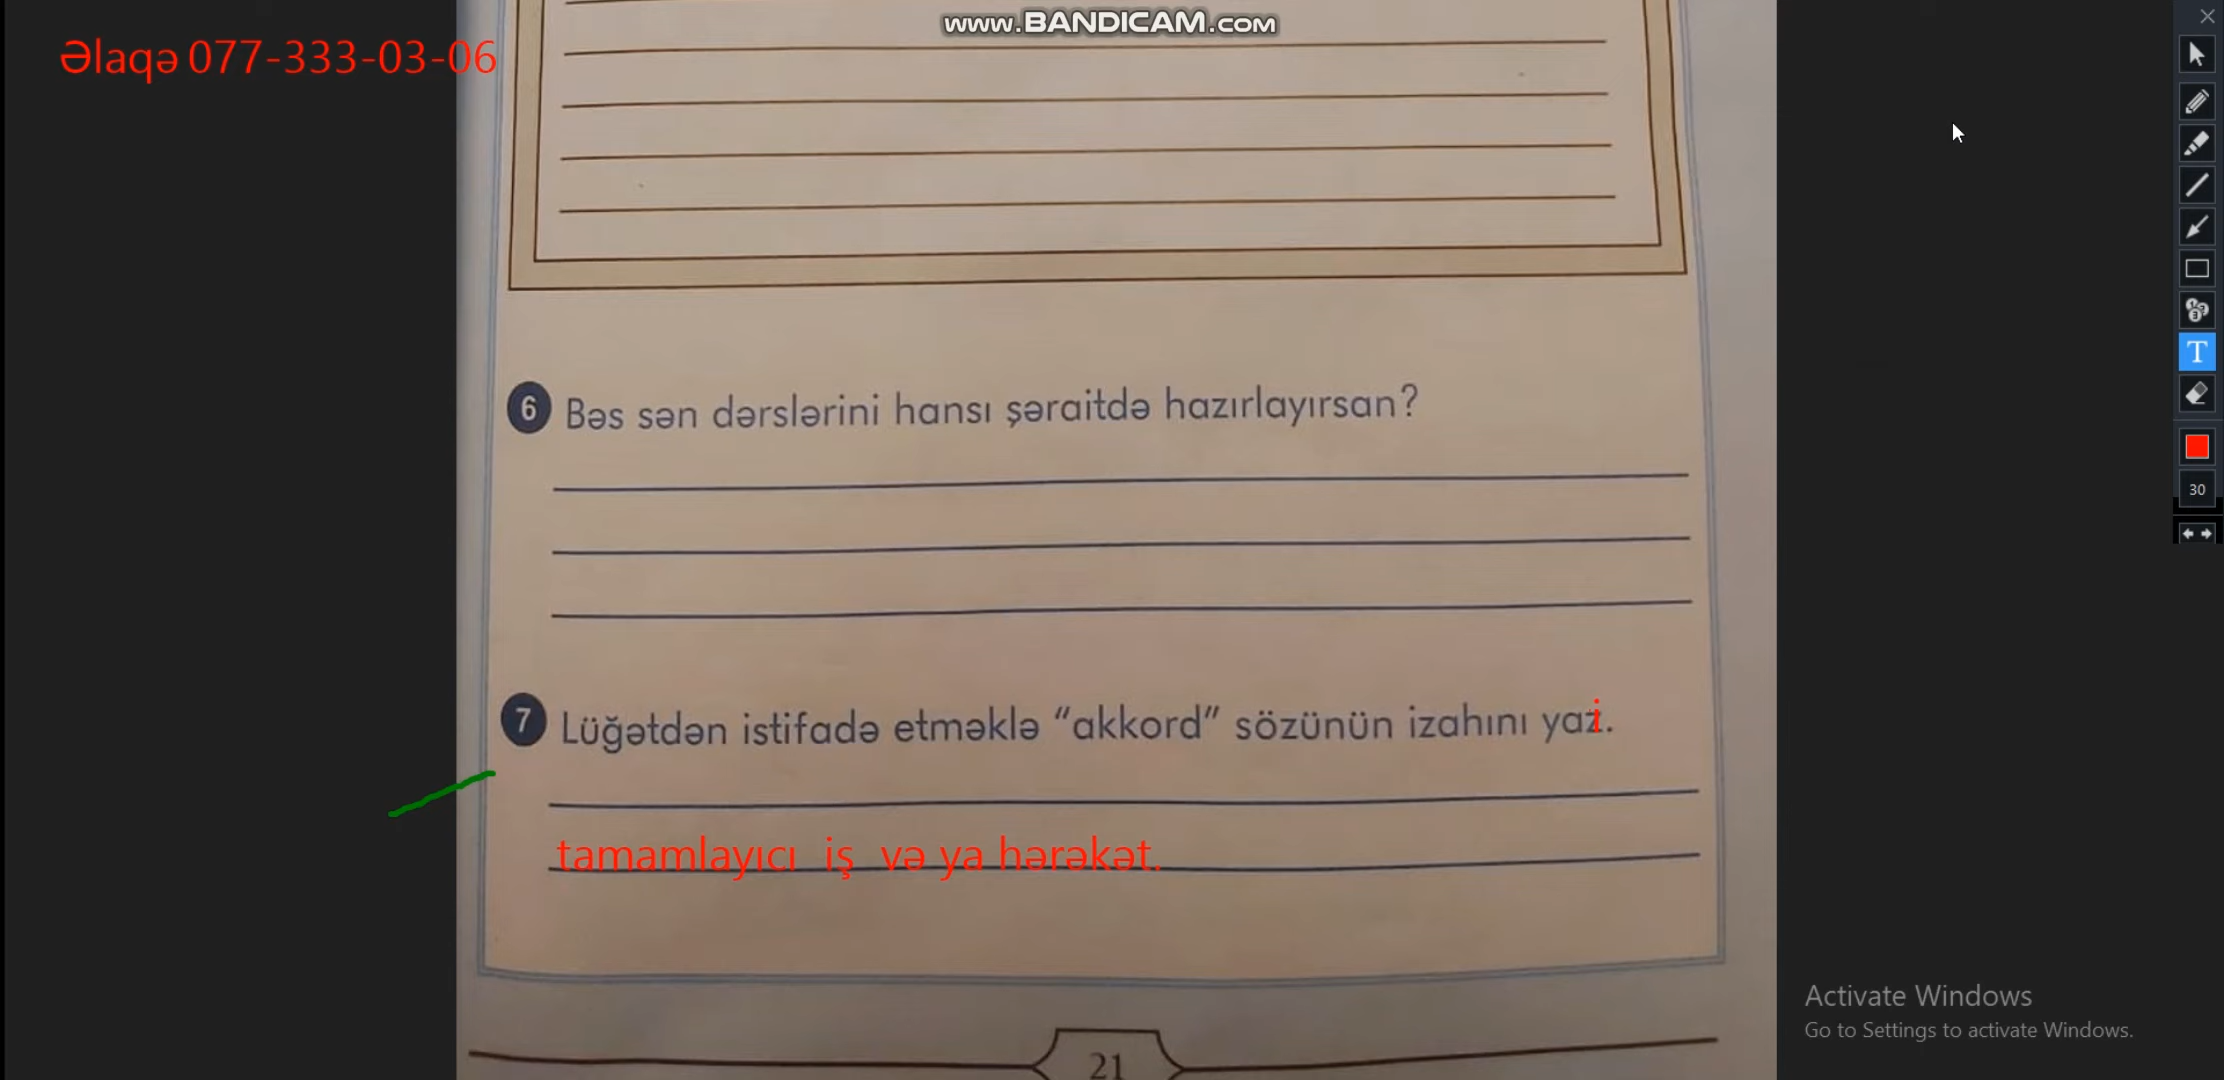 www.BANDICAM.com
Əlaqə 077-333-03-06
6 Bəs sən dərslərini hansı şəraitdə hazırlayırsan?
7 Lüğətdən istifadə etməklə “akkord” sözünün izahını yaz.
i
tamamlayıcı iş və ya hərəkət.
21
30
T
Activate Windows
Go to Settings to activate Windows.